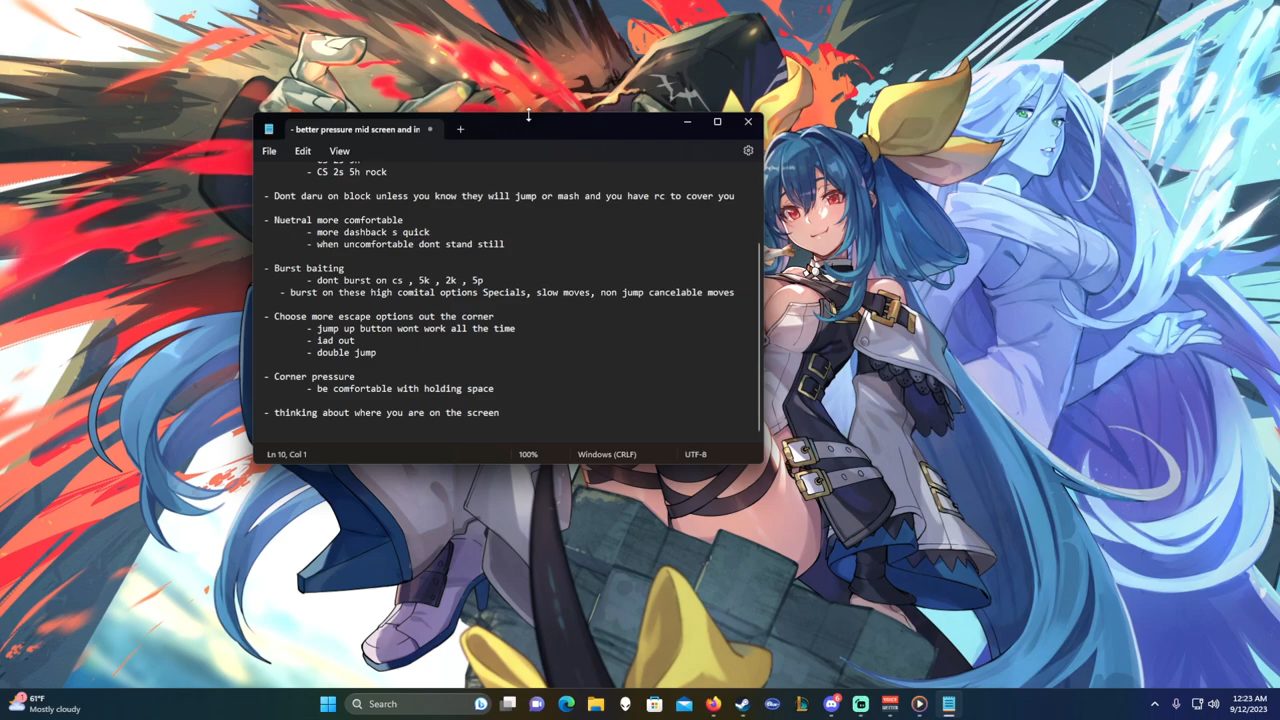 - better pressure mid screen and in
File Edit View
- CS 2s 5h rock
- Dont daru on block unless you know they will jump or mash and you have rc to cover you
- Nuetral more comfortable
- more dashback s quick
- when uncomfortable dont stand still
- Burst baiting
- dont burst on cs , 5k , 2k , 5p
- burst on these high comital options Specials, slow moves, non jump cancelable moves
- Choose more escape options out the corner
- jump up button wont work all the time
- iad out
- double jump
- Corner pressure
- be comfortable with holding space
- thinking about where you are on the screen
Ln 10, Col 1 100% Windows (CRLF) UTF-8
61°F
Mostly cloudy
Search
12:23 AM
9/12/2023